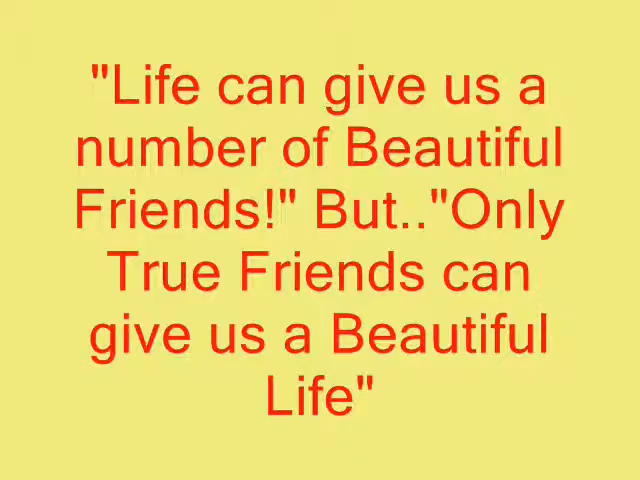 "Life can give us a
number of Beautiful
Friends!" But.."Only
True Friends can
give us a Beautiful
Life"